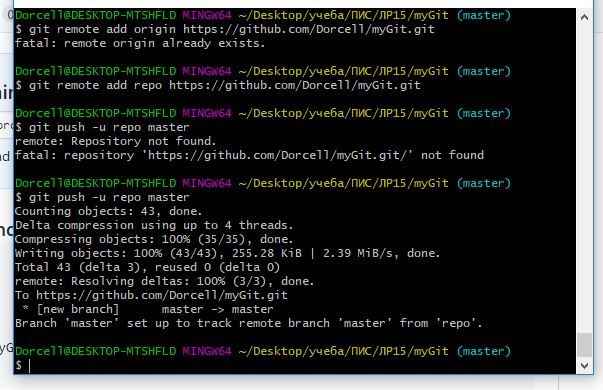 Dorcell@DESKTOP-MTSHFLD MINGW64 ~/Desktop/учеба/ПИС/ЛР15/myGit (master)
$ git remote add origin https://github.com/Dorcell/myGit.git
fatal: remote origin already exists.
Dorcell@DESKTOP-MTSHFLD MINGW64 ~/Desktop/учеба/ПИС/ЛР15/myGit (master)
$ git remote add repo https://github.com/Dorcell/myGit.git
Dorcell@DESKTOP-MTSHFLD MINGW64 ~/Desktop/учеба/ПИС/ЛР15/myGit (master)
$ git push -u repo master
remote: Repository not found.
fatal: repository 'https://github.com/Dorcell/myGit.git/' not found
Dorcell@DESKTOP-MTSHFLD MINGW64 ~/Desktop/учеба/ПИС/ЛР15/myGit (master)
$ git push -u repo master
Counting objects: 43, done.
Delta compression using up to 4 threads.
Compressing objects: 100% (35/35), done.
Writing objects: 100% (43/43), 255.28 KiB | 2.39 MiB/s, done.
Total 43 (delta 3), reused 0 (delta 0)
remote: Resolving deltas: 100% (3/3), done.
To https://github.com/Dorcell/myGit.git
 * [new branch]      master -> master
Branch 'master' set up to track remote branch 'master' from 'repo'.
Dorcell@DESKTOP-MTSHFLD MINGW64 ~/Desktop/учеба/ПИС/ЛР15/myGit (master)
$